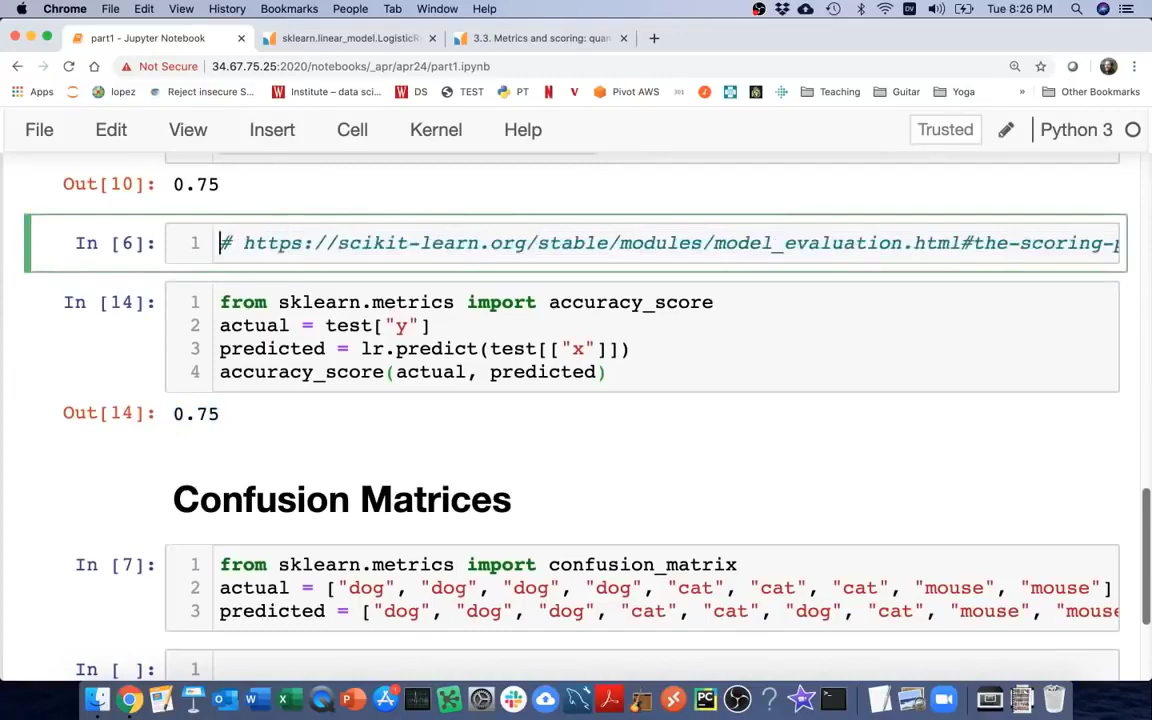 Chrome File Edit View History Bookmarks People Tab Window Help Tue 8:26 PM
part1 - Jupyter Notebook sklearn.linear_model.LogisticR 3.3. Metrics and scoring: quan
Not Secure 34.67.75.25:2020/notebooks/_apr/apr24/part1.ipynb
Apps lopez Reject insecure S... Institute – data sci... DS TEST PT Pivot AWS Teaching Guitar Yoga » Other Bookmarks
File Edit View Insert Cell Kernel Help Trusted Python 3
Out[10]: 0.75
In [6]: 1 # https://scikit-learn.org/stable/modules/model_evaluation.html#the-scoring-p
In [14]: 1 from sklearn.metrics import accuracy_score
2 actual = test["y"]
3 predicted = lr.predict(test[["x"]])
4 accuracy_score(actual, predicted)
Out[14]: 0.75
Confusion Matrices
In [7]: 1 from sklearn.metrics import confusion_matrix
2 actual = ["dog", "dog", "dog", "dog", "cat", "cat", "cat", "mouse", "mouse"]
3 predicted = ["dog", "dog", "dog", "cat", "cat", "dog", "cat", "mouse", "mouse
In [ ]: 1